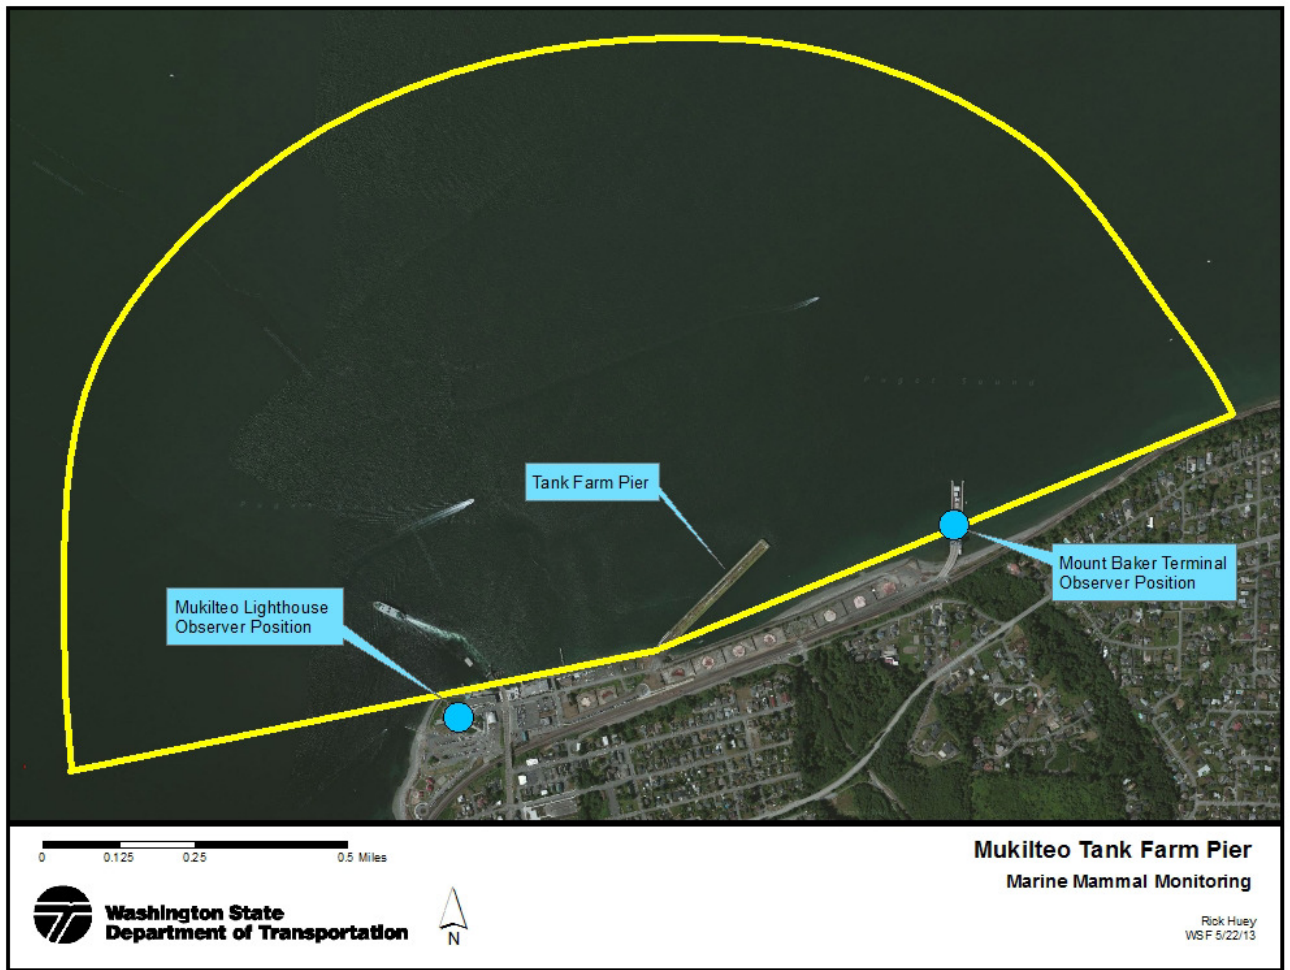 Puget Sound
Tank Farm Pier
Mount Baker Terminal
Observer Position
Mukilteo Lighthouse
Observer Position
0
0.125
0.25
0.5 Miles
Mukilteo Tank Farm Pier
Marine Mammal Monitoring
Washington State
Department of Transportation
N
Rick Huey
WSF 5/22/13